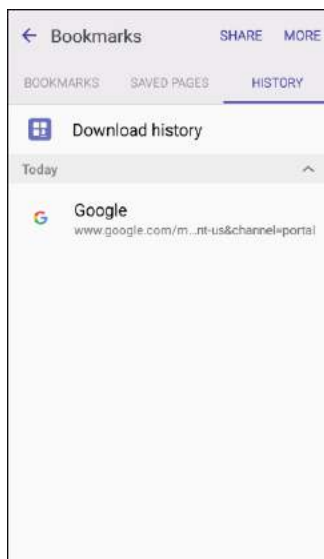 Bookmarks SHARE MORE
BOOKMARKS SAVED PAGES HISTORY
Download history
Today
Google
www.google.com/m...nt-us&channel=portal